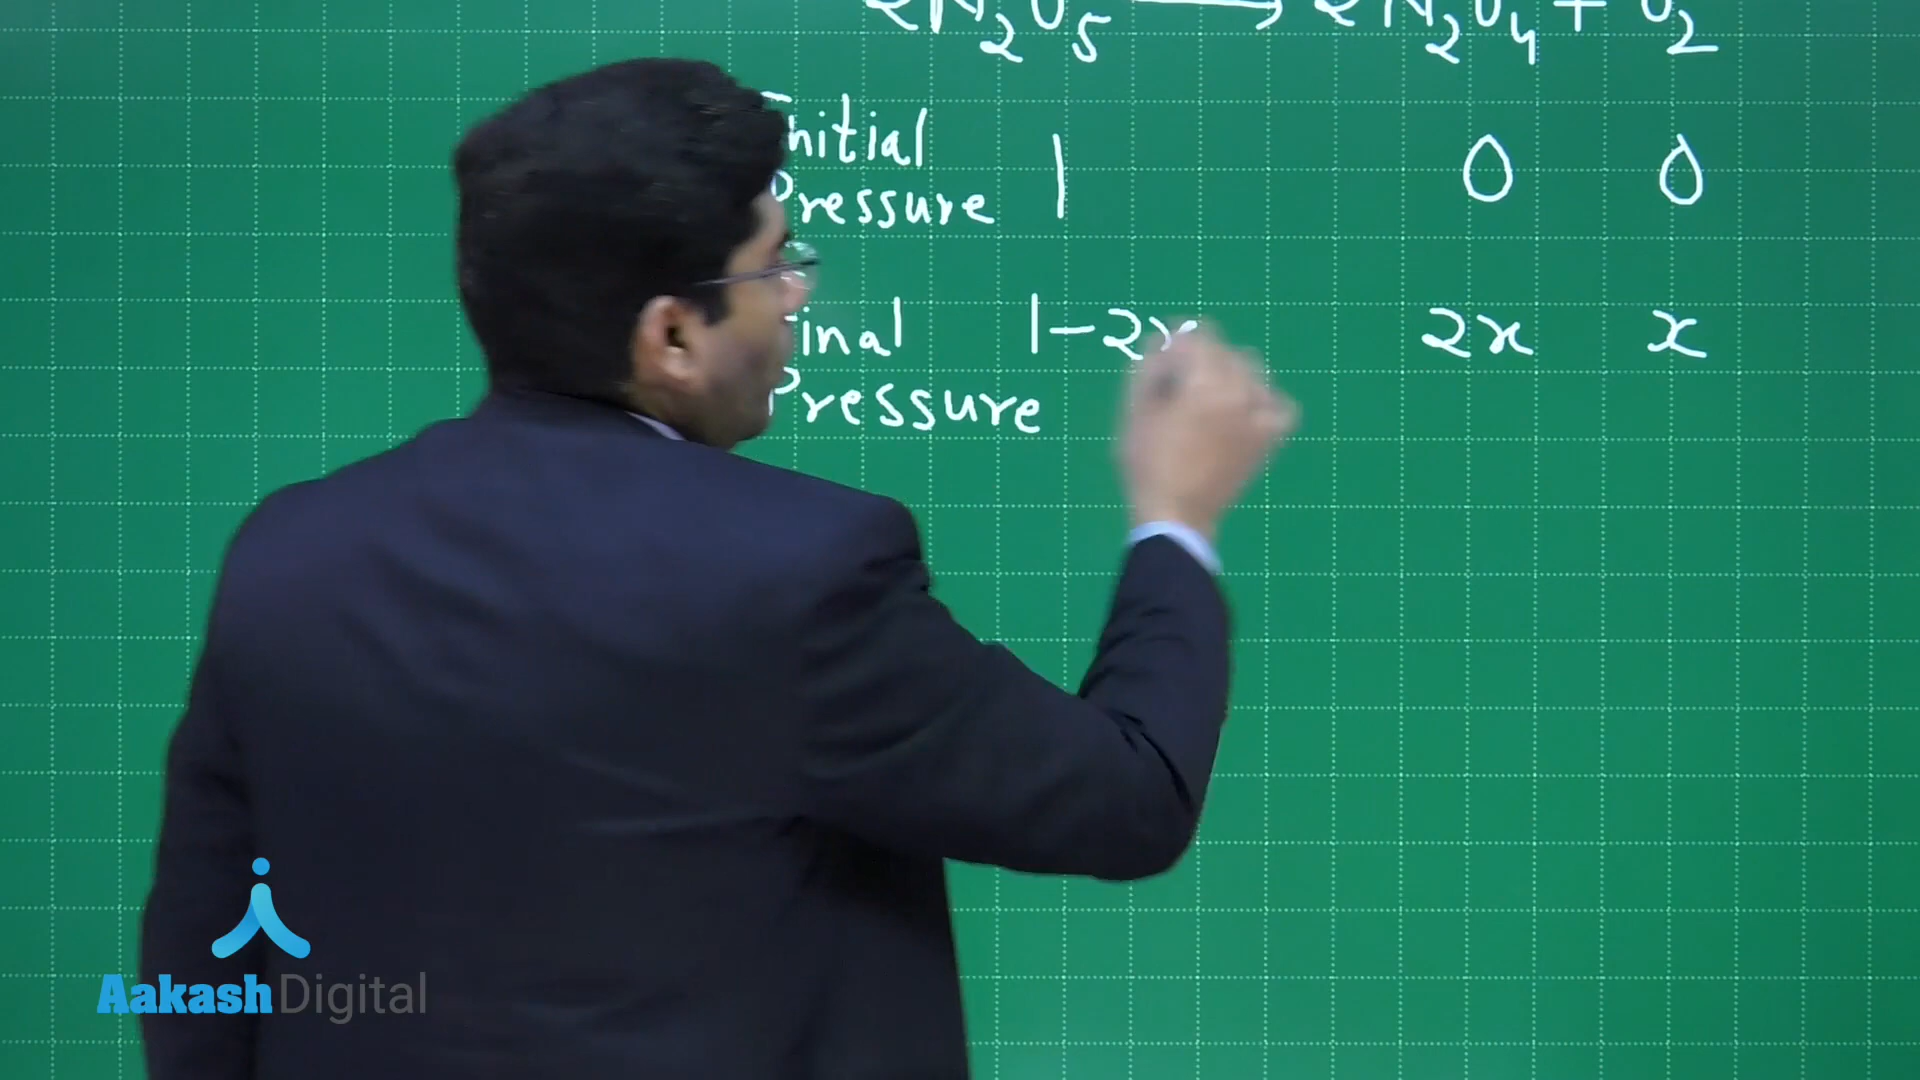 2N₂O₅ ⟶ 2N₂O₄ + O₂
Initial
Pressure 1 0 0
Final 1-2x 2x x
Pressure
Aakash Digital